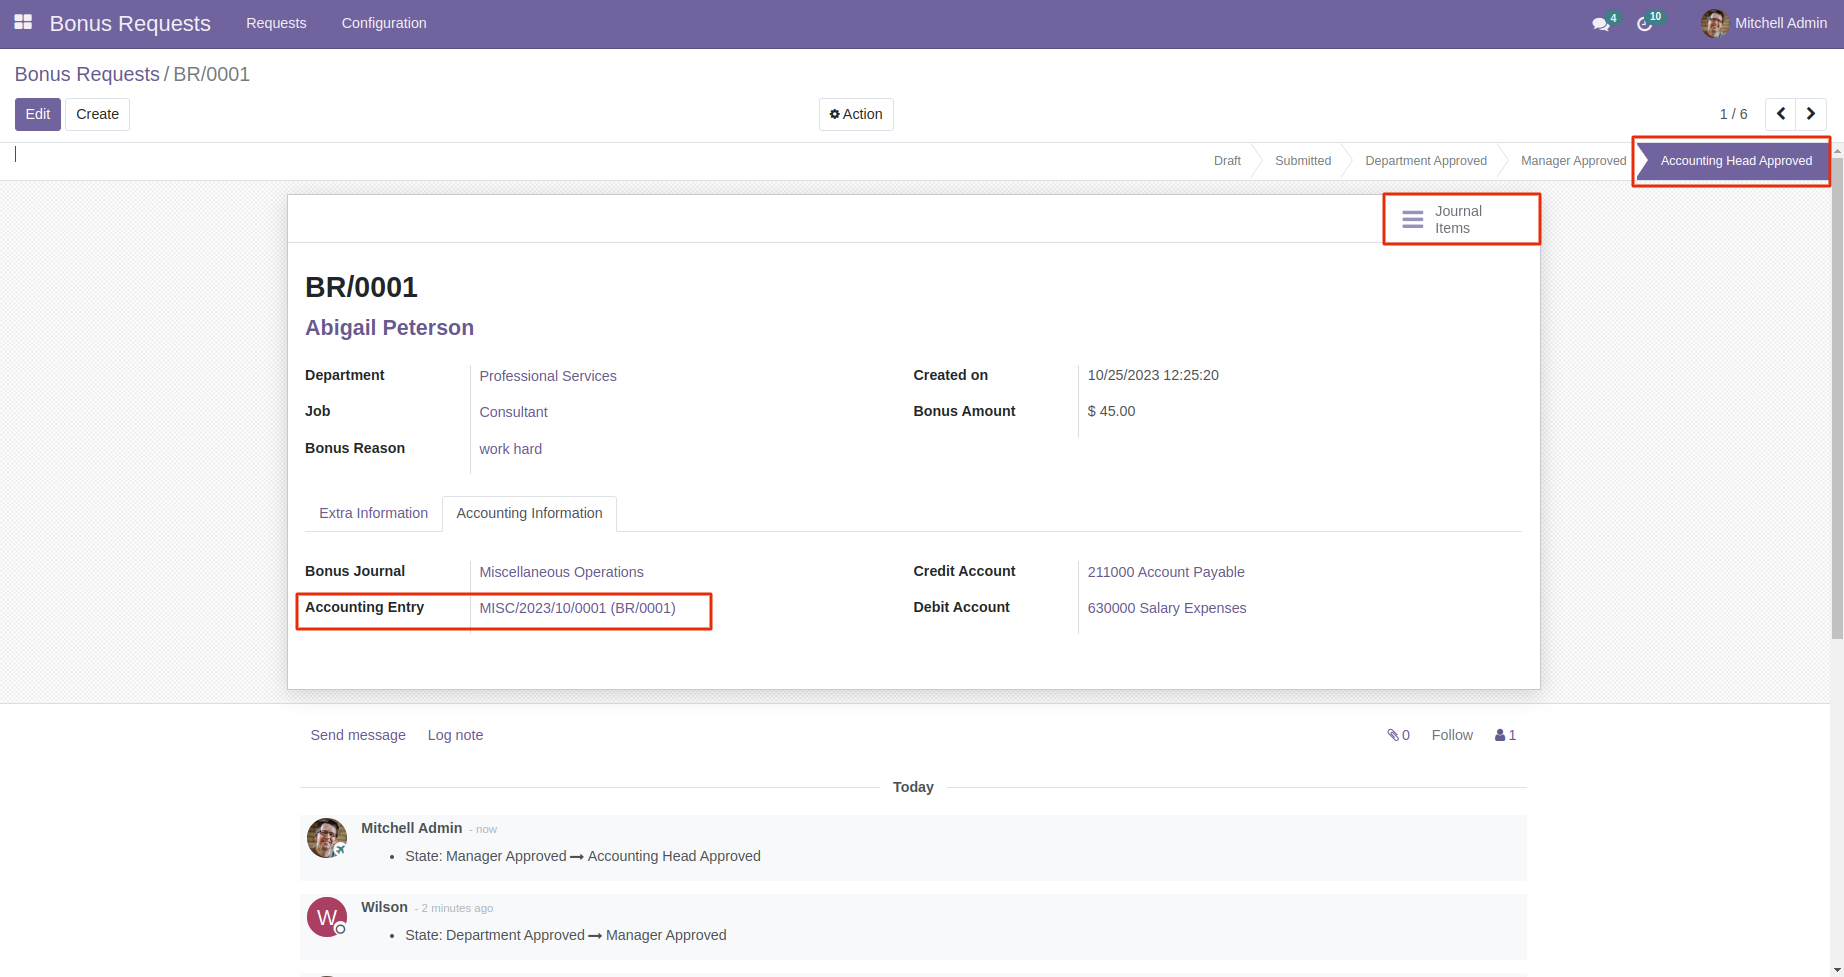 Bonus Requests Requests Configuration 4 10 Mitchell Admin
Bonus Requests / BR/0001
Edit Create Action 1 / 6
Draft Submitted Department Approved Manager Approved Accounting Head Approved
Journal
Items
BR/0001
Abigail Peterson
Department Professional Services Created on 10/25/2023 12:25:20
Job Consultant Bonus Amount $ 45.00
Bonus Reason work hard
Extra Information Accounting Information
Bonus Journal Miscellaneous Operations Credit Account 211000 Account Payable
Accounting Entry MISC/2023/10/0001 (BR/0001) Debit Account 630000 Salary Expenses
Send message Log note 0 Follow 1
Today
Mitchell Admin - now
• State: Manager Approved → Accounting Head Approved
W Wilson - 2 minutes ago
• State: Department Approved → Manager Approved